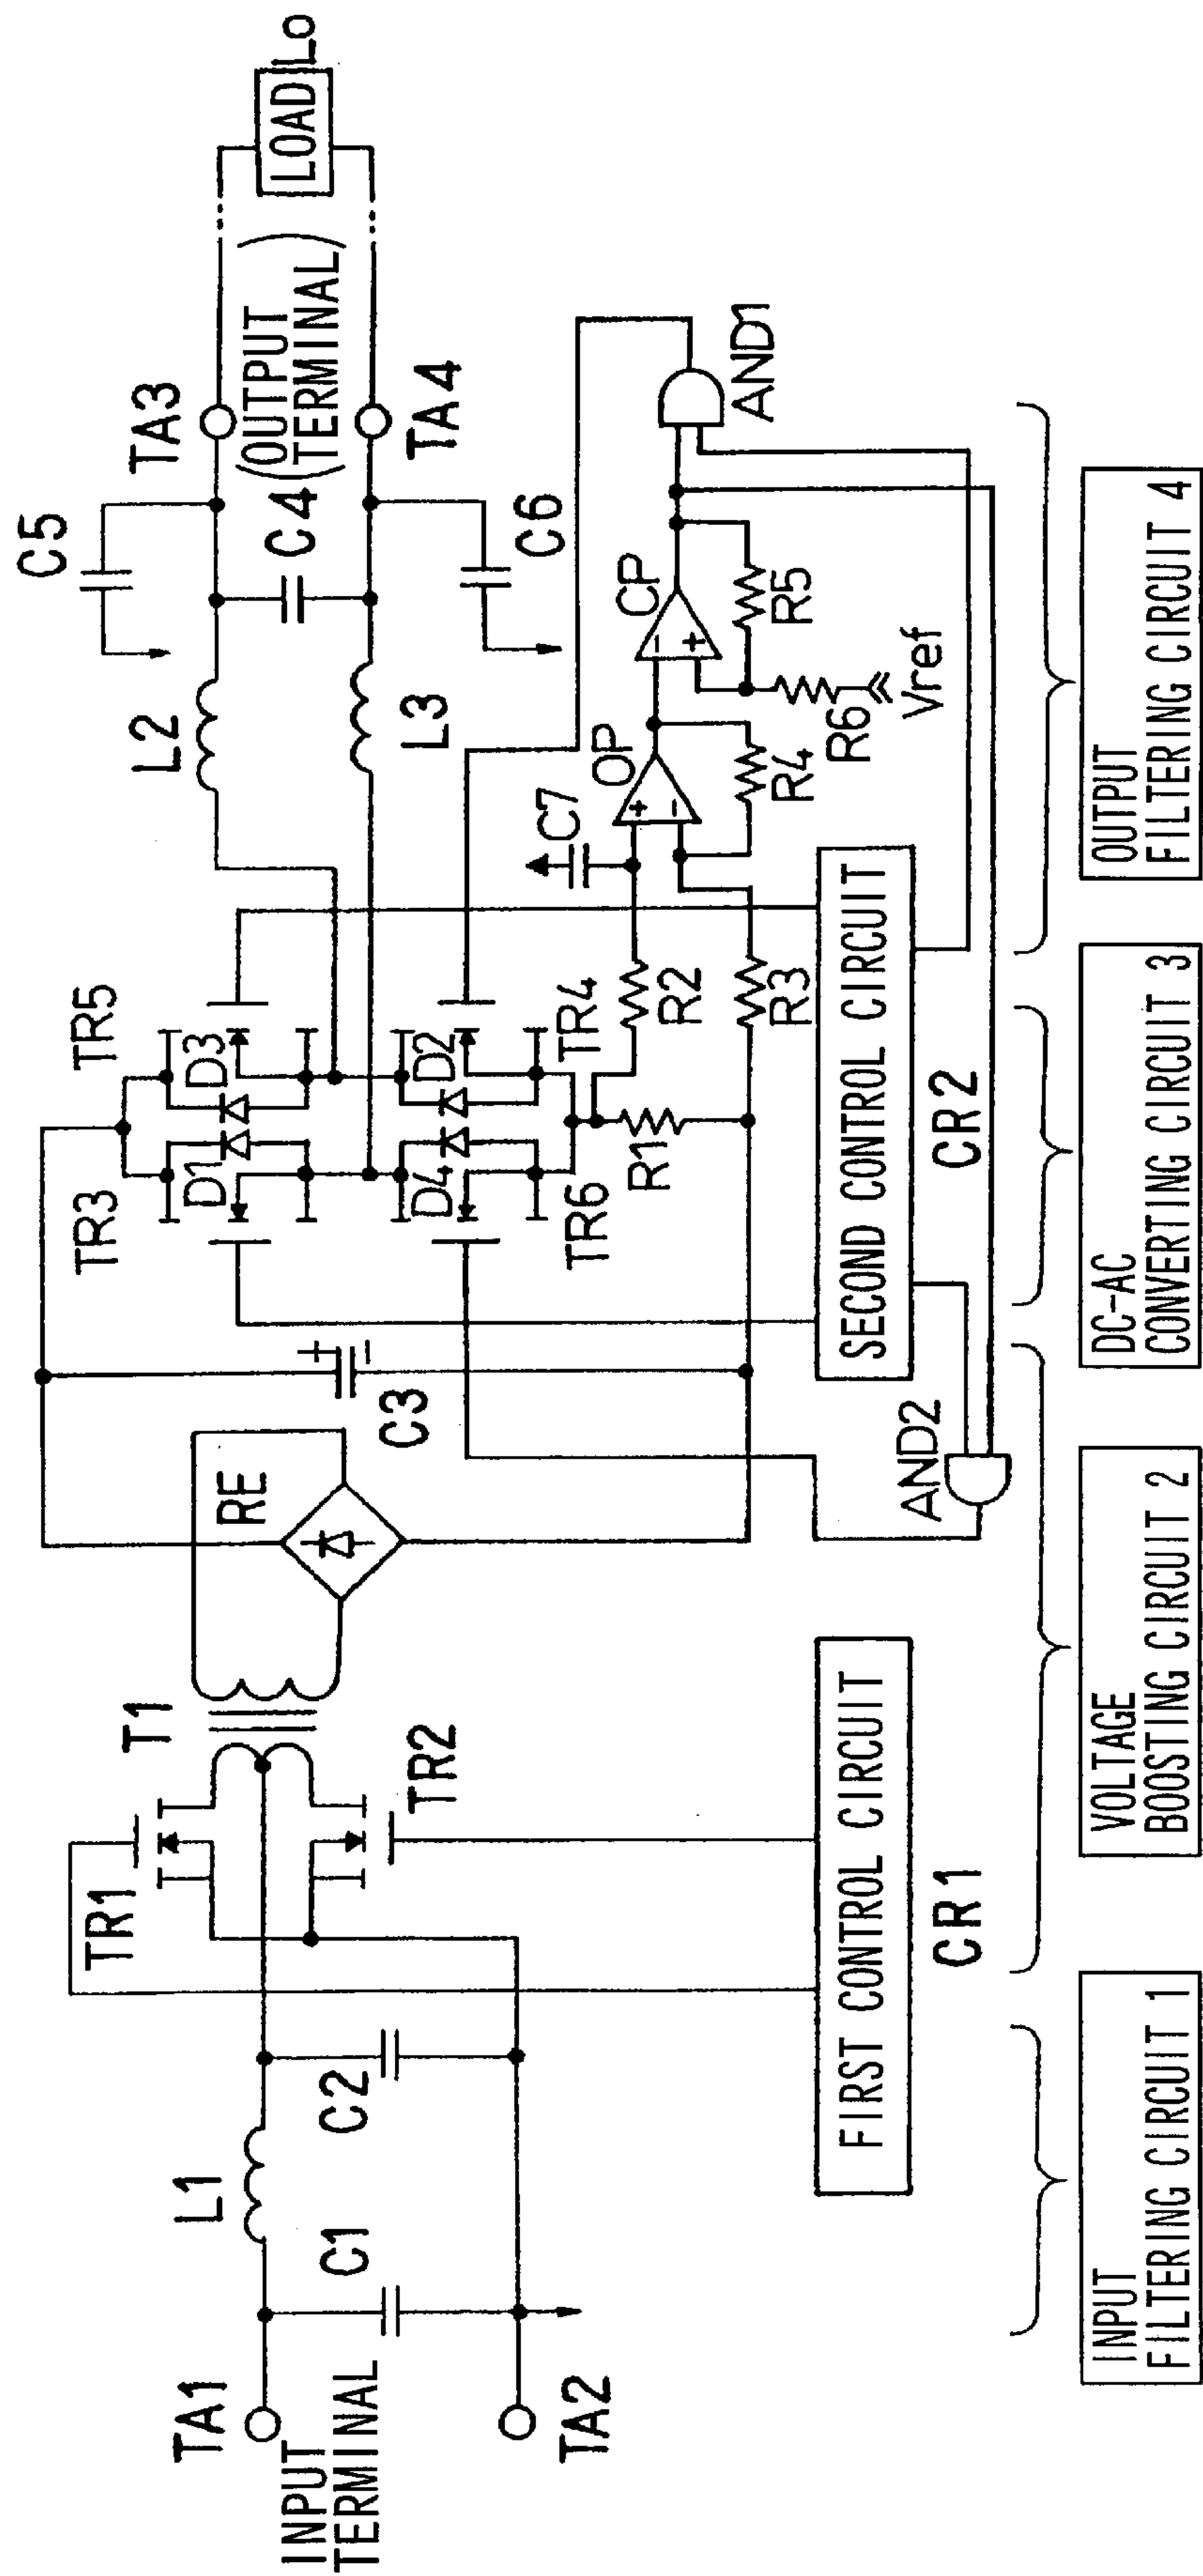 TA1
INPUT
TERMINAL
TA2
L1
C1
C2
TR1
TR2
T1
RE
C3
FIRST CONTROL CIRCUIT
CR1
TR3
TR5
D1
D3
D4
D2
TR6
TR4
R1
R2
R3
SECOND CONTROL CIRCUIT
CR2
AND2
C7
OP
+
−
R4
CP
−
+
R5
R6
Vref
AND1
L2
L3
C5
C4
C6
TA3
(OUTPUT
TERMINAL)
TA4
LOAD
Lo
+
−
INPUT
FILTERING CIRCUIT 1
VOLTAGE
BOOSTING CIRCUIT 2
DC-AC
CONVERTING CIRCUIT 3
OUTPUT
FILTERING CIRCUIT 4